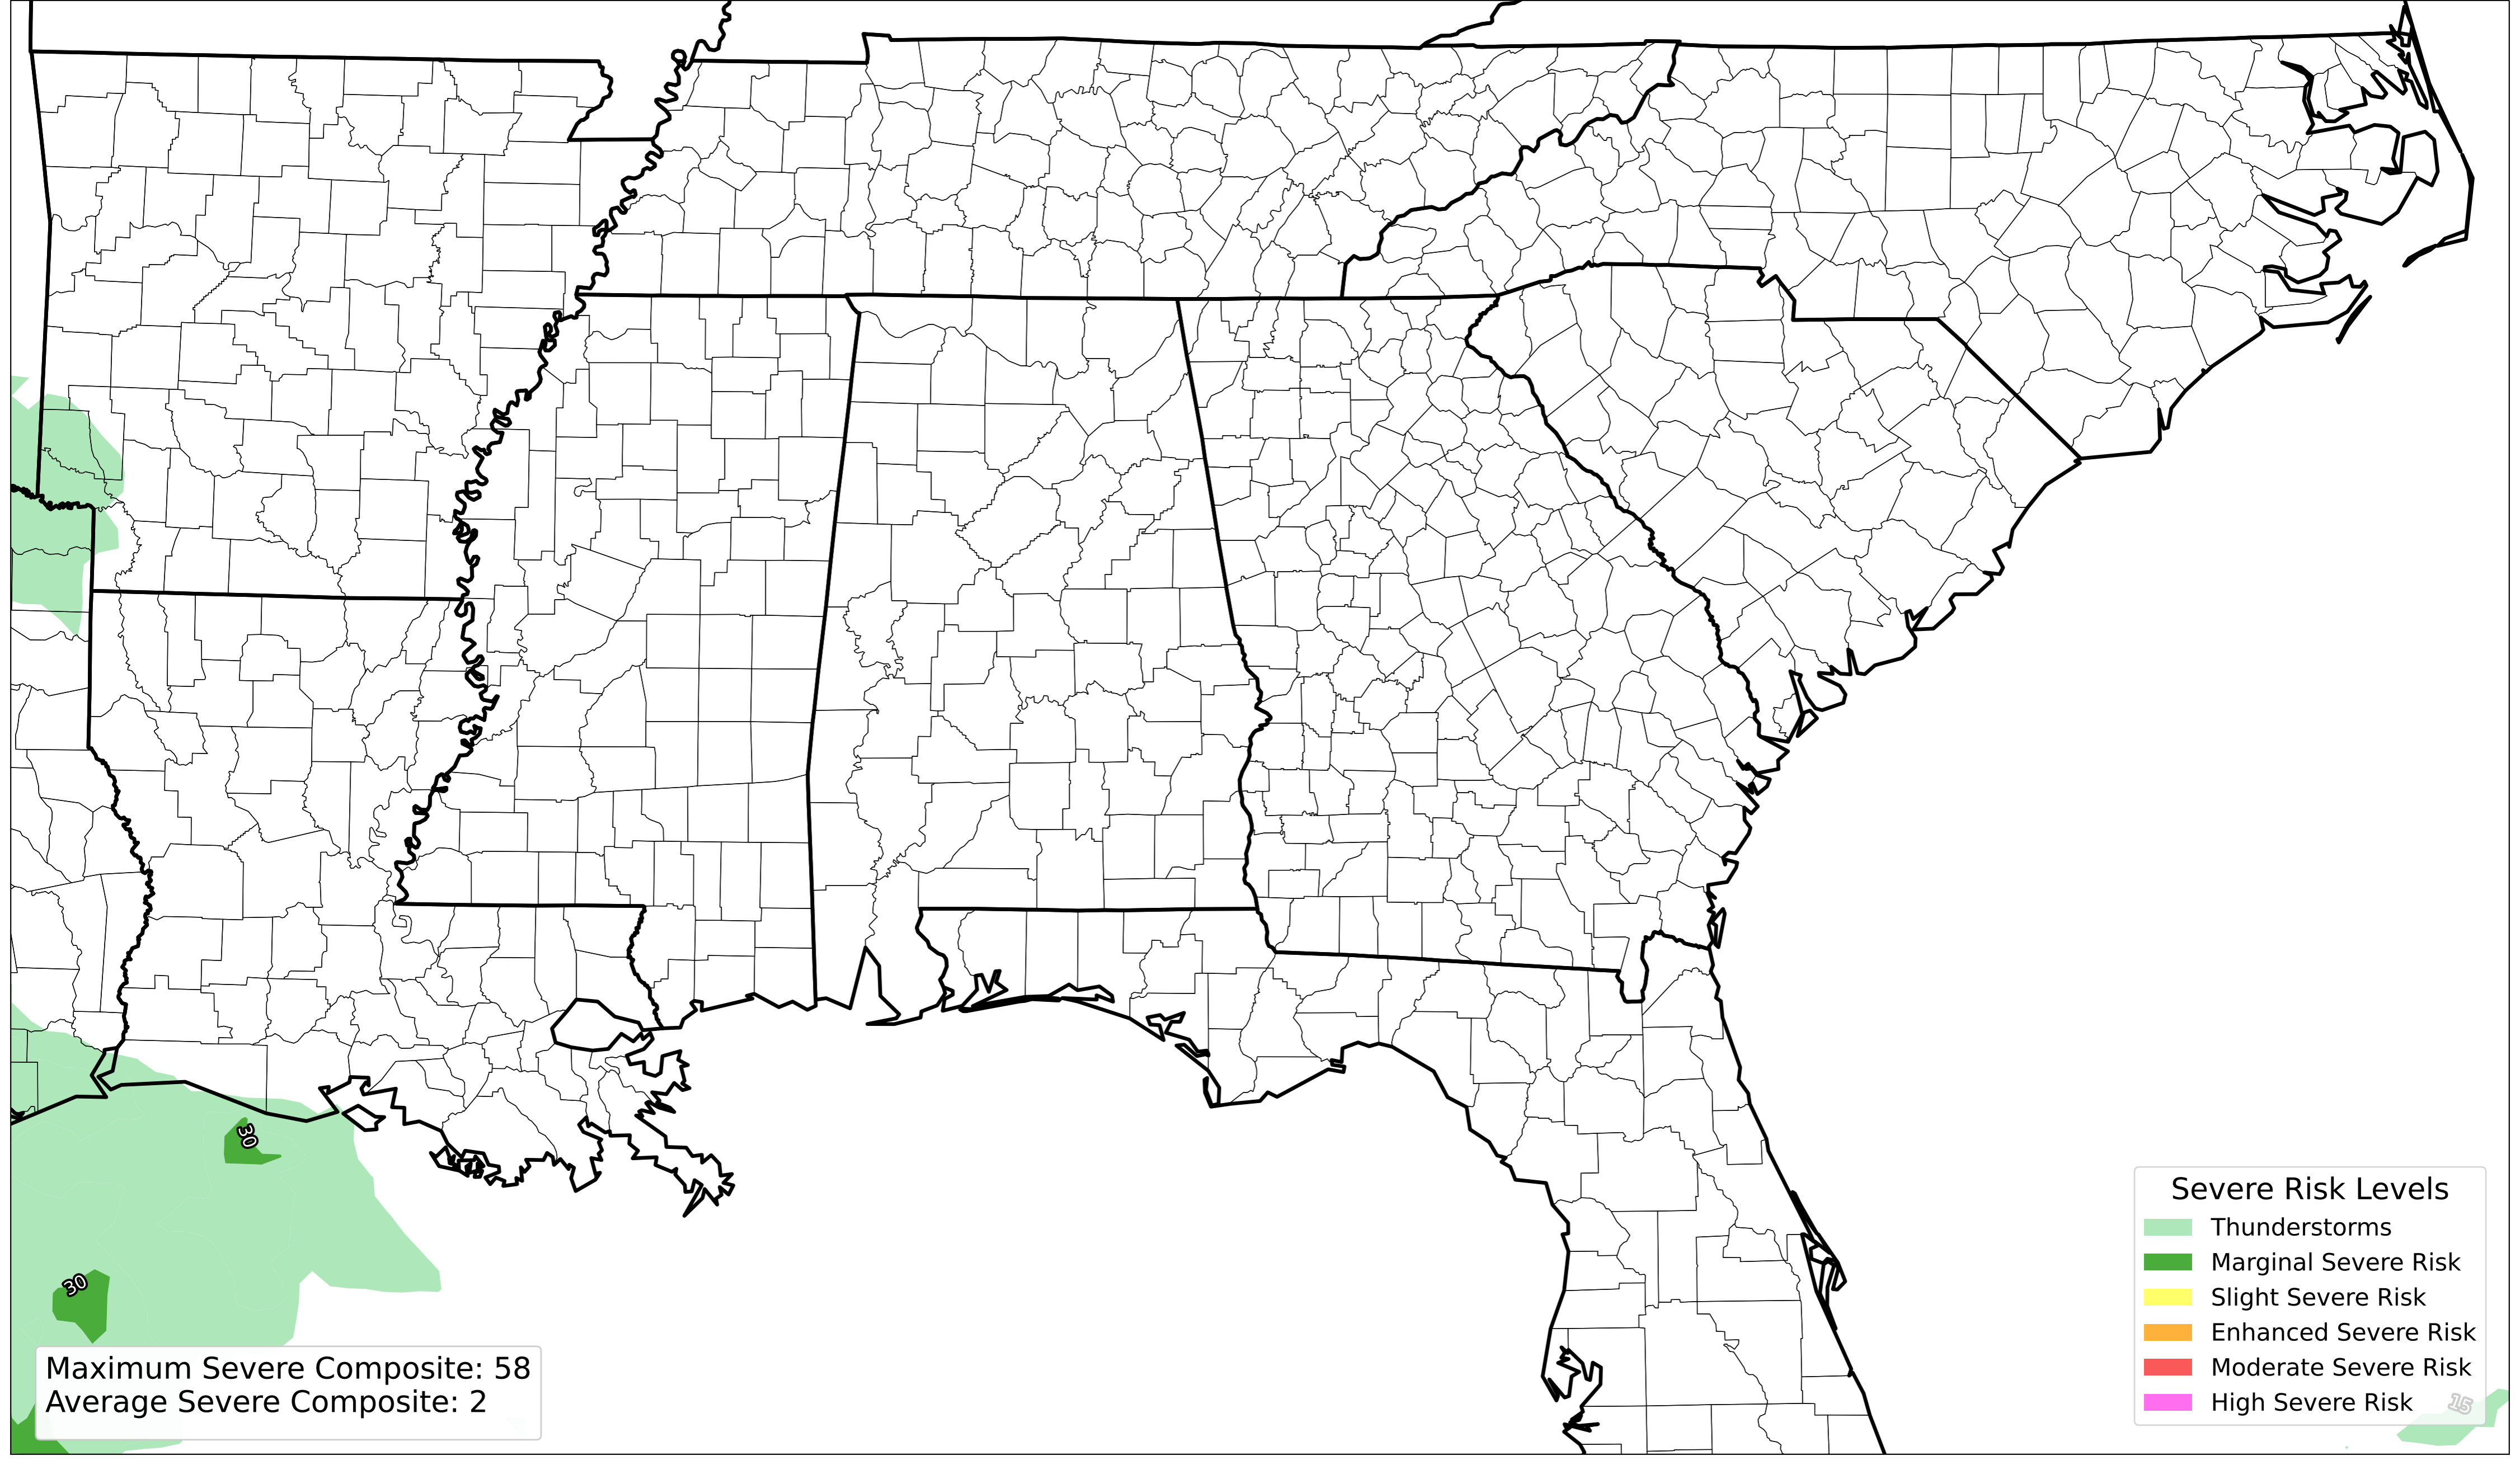 30
30
Maximum Severe Composite: 58
Average Severe Composite: 2
Severe Risk Levels
Thunderstorms
Marginal Severe Risk
Slight Severe Risk
Enhanced Severe Risk
Moderate Severe Risk
High Severe Risk
15